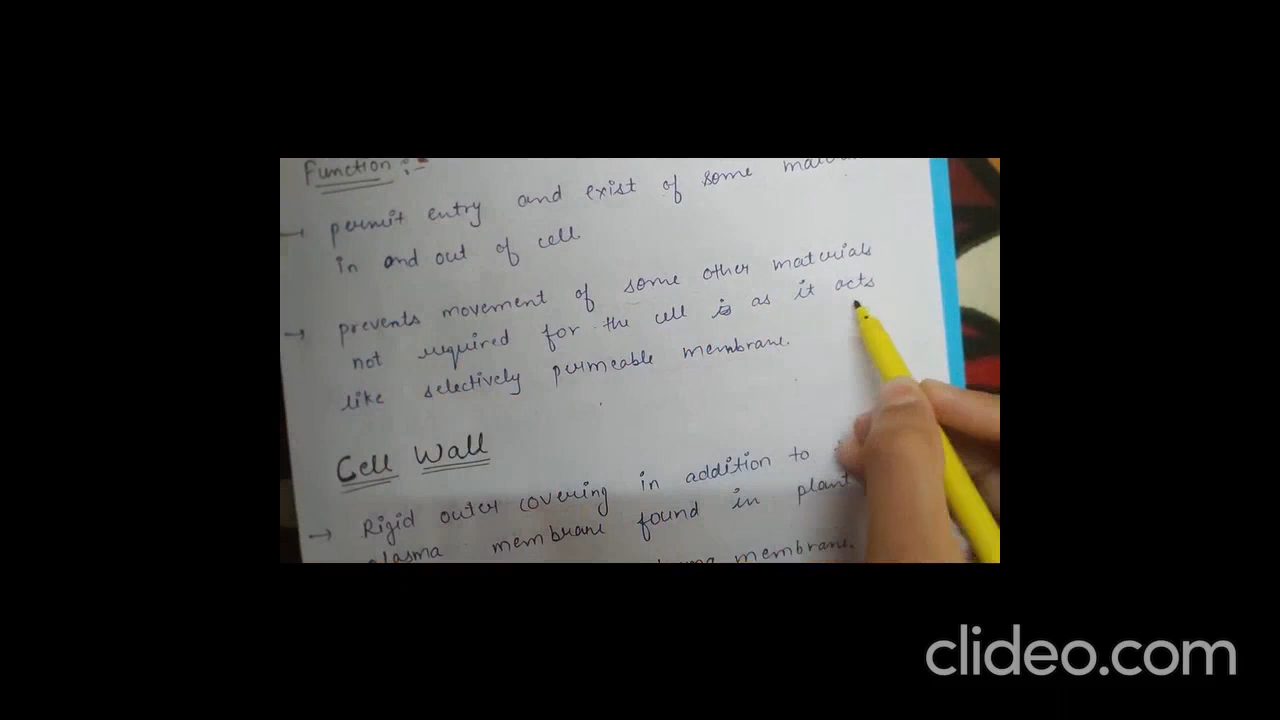 Function :-
→ permit entry and exist of some
in and out of cell
→ prevents movement of some other materials
not required for the cell is as it acts
like selectively permeable membrane.
Cell Wall
→ Rigid outer covering in addition to
plasma membrane found in plant
membrane.
clideo.com